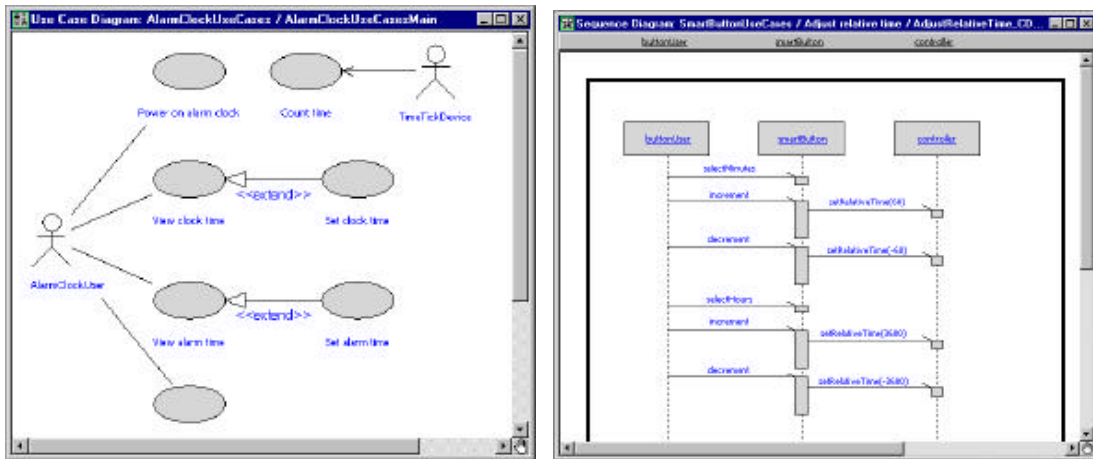 Use Case Diagram: AlarmClockUseCases / AlarmClockUseCasesMain
Power on alarm clock
Count time
TimeTickDevice
<<extend>>
View clock time
Set clock time
AlarmClockUser
<<extend>>
View alarm time
Set alarm time
Sequence Diagram: SmartButtonUseCases / Adjust relative time / AdjustRelativeTime_CD...
buttonUser
smartButton
controller
buttonUser
smartButton
controller
selectMinutes
increment
setRelativeTime(60)
decrement
setRelativeTime(-60)
selectHours
increment
setRelativeTime(3600)
decrement
setRelativeTime(-3600)